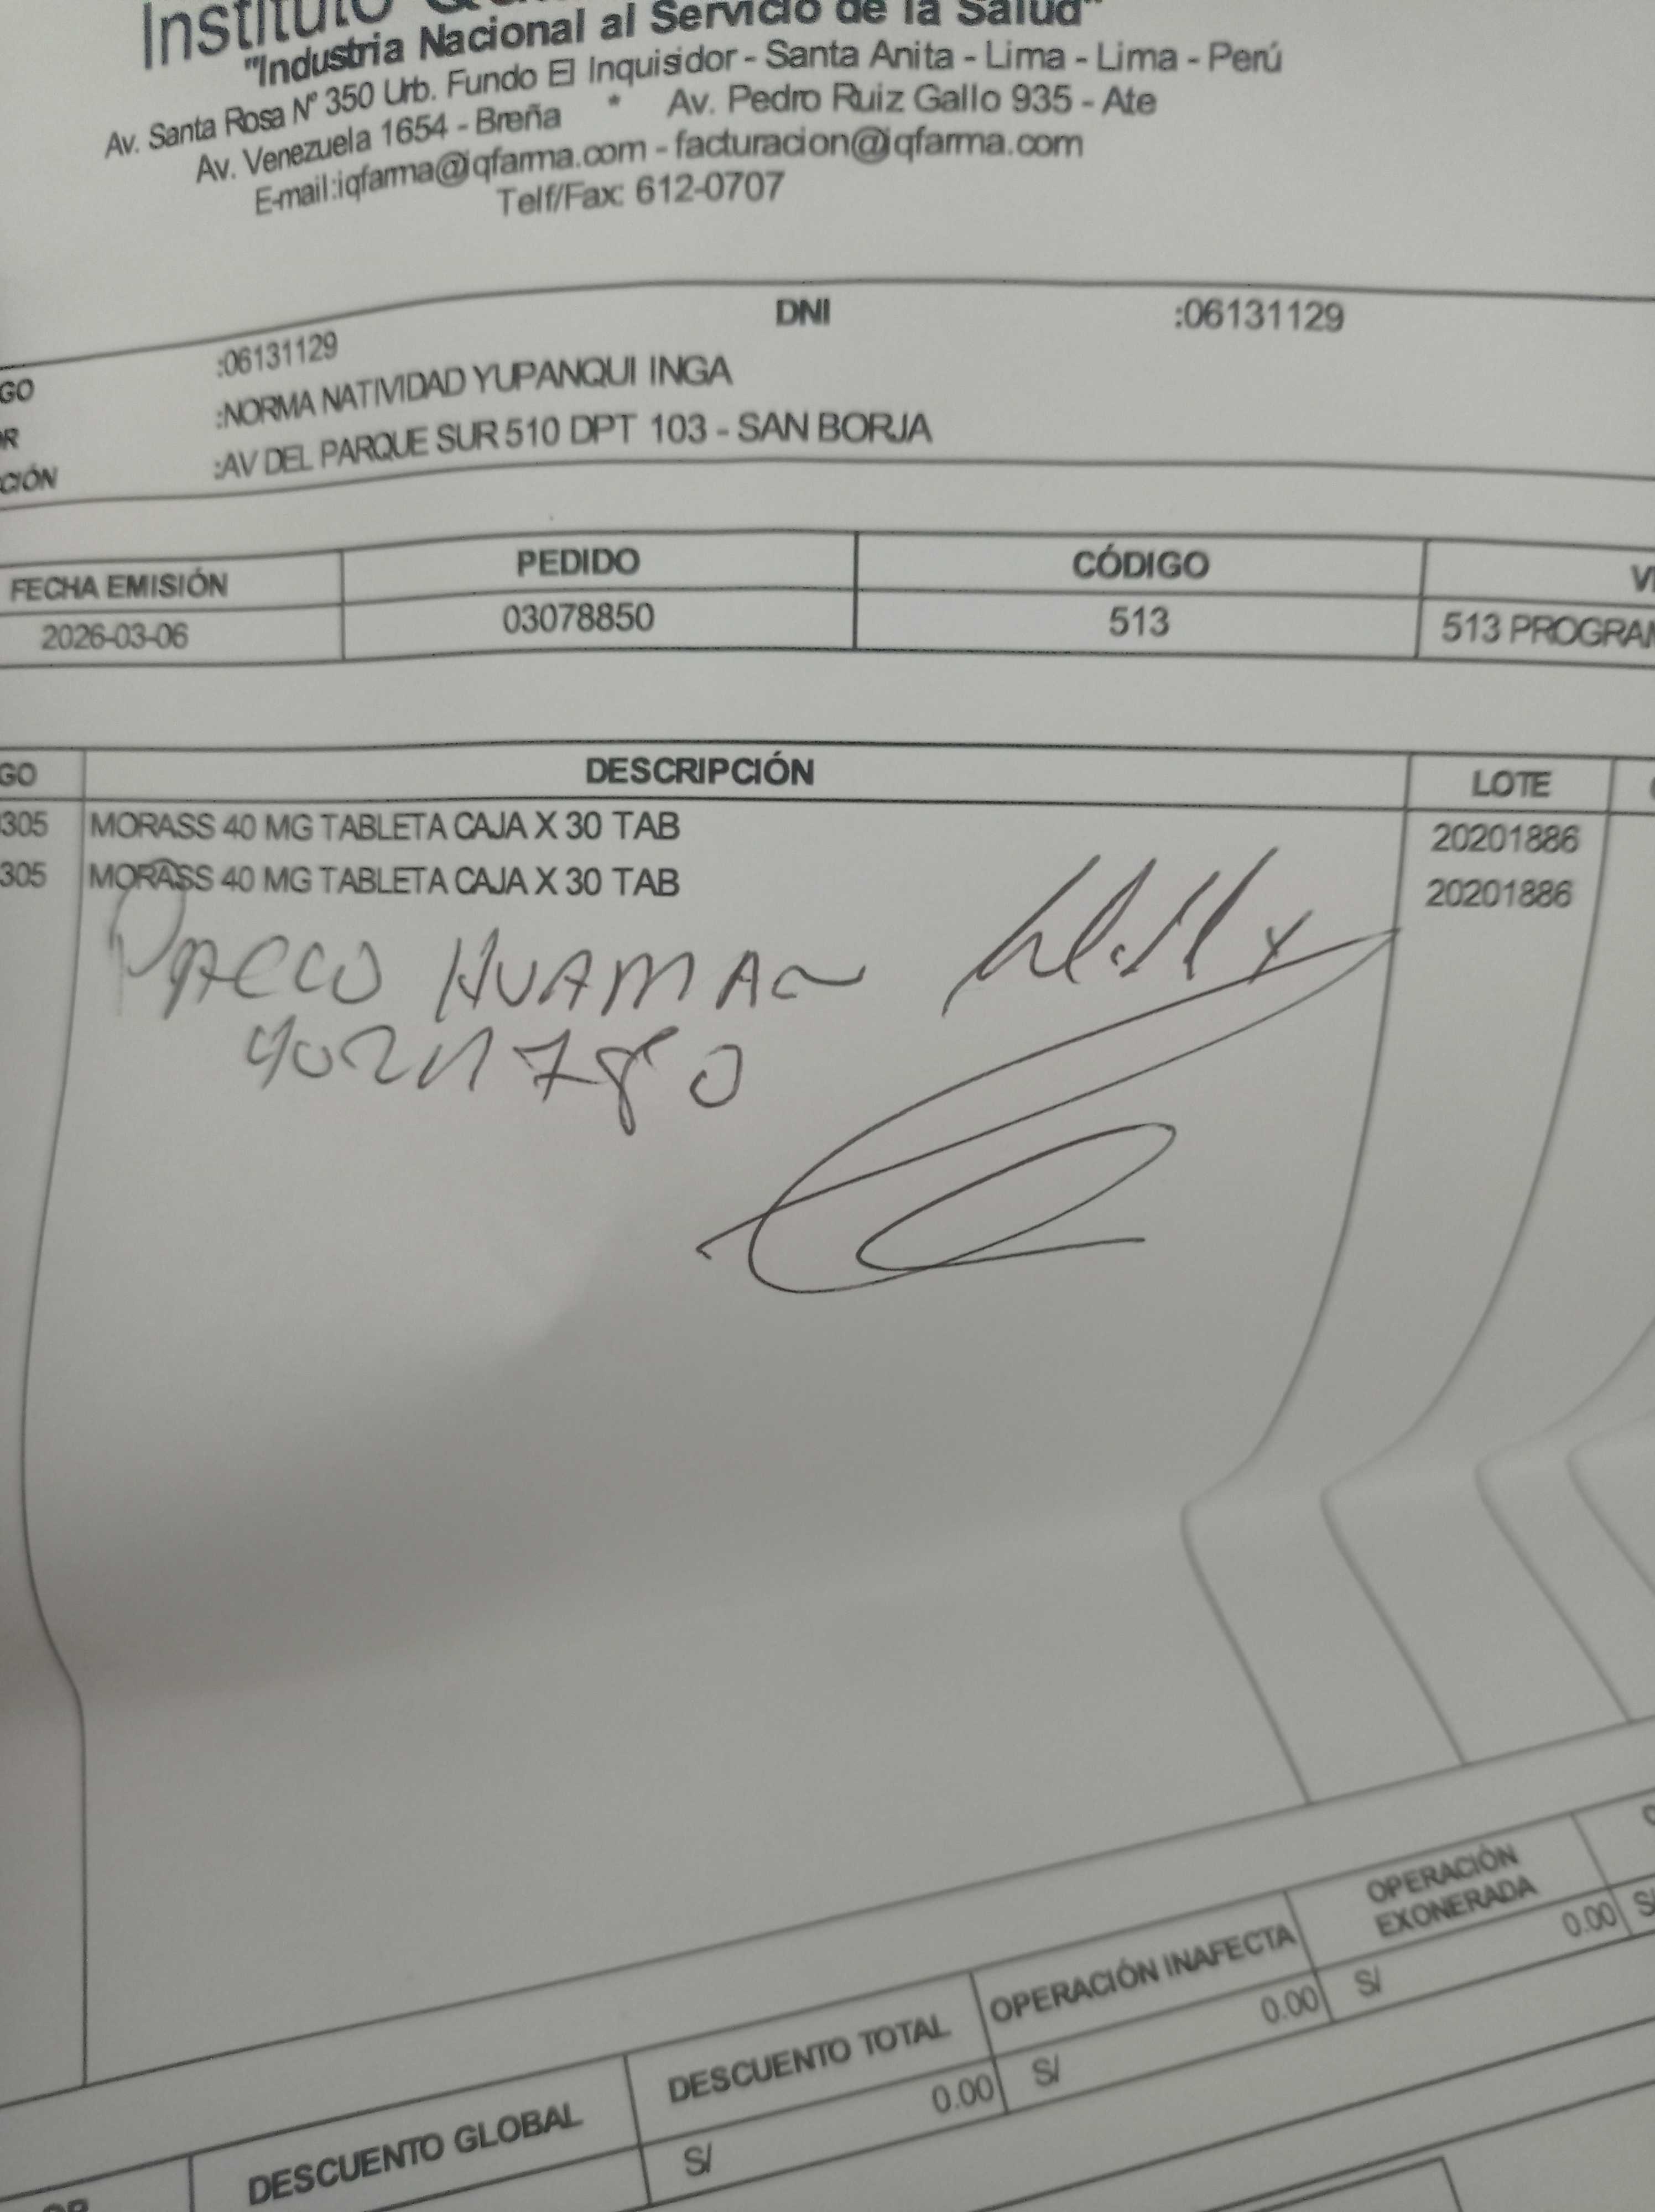 Instituto
"Industria Nacional al Servicio de la Salud"
Av. Santa Rosa N° 350 Urb. Fundo El Inquisidor - Santa Anita - Lima - Lima - Perú
Av. Venezuela 1654 - Breña * Av. Pedro Ruiz Gallo 935 - Ate
E-mail:iqfarma@iqfarma.com - facturacion@iqfarma.com
Telf/Fax: 612-0707
GO :06131129 DNI :06131129
R :NORMA NATIVIDAD YUPANQUI INGA
CIÓN :AV DEL PARQUE SUR 510 DPT 103 - SAN BORJA
FECHA EMISIÓN PEDIDO CÓDIGO
2026-03-06 03078850 513 513 PROGRAM
GO DESCRIPCIÓN LOTE
305 MORASS 40 MG TABLETA CAJA X 30 TAB 20201886
305 MORASS 40 MG TABLETA CAJA X 30 TAB 20201886
HUAMAN
DESCUENTO GLOBAL DESCUENTO TOTAL OPERACIÓN INAFECTA OPERACIÓN EXONERADA
S/ 0.00 S/ 0.00 S/ 0.00 S/